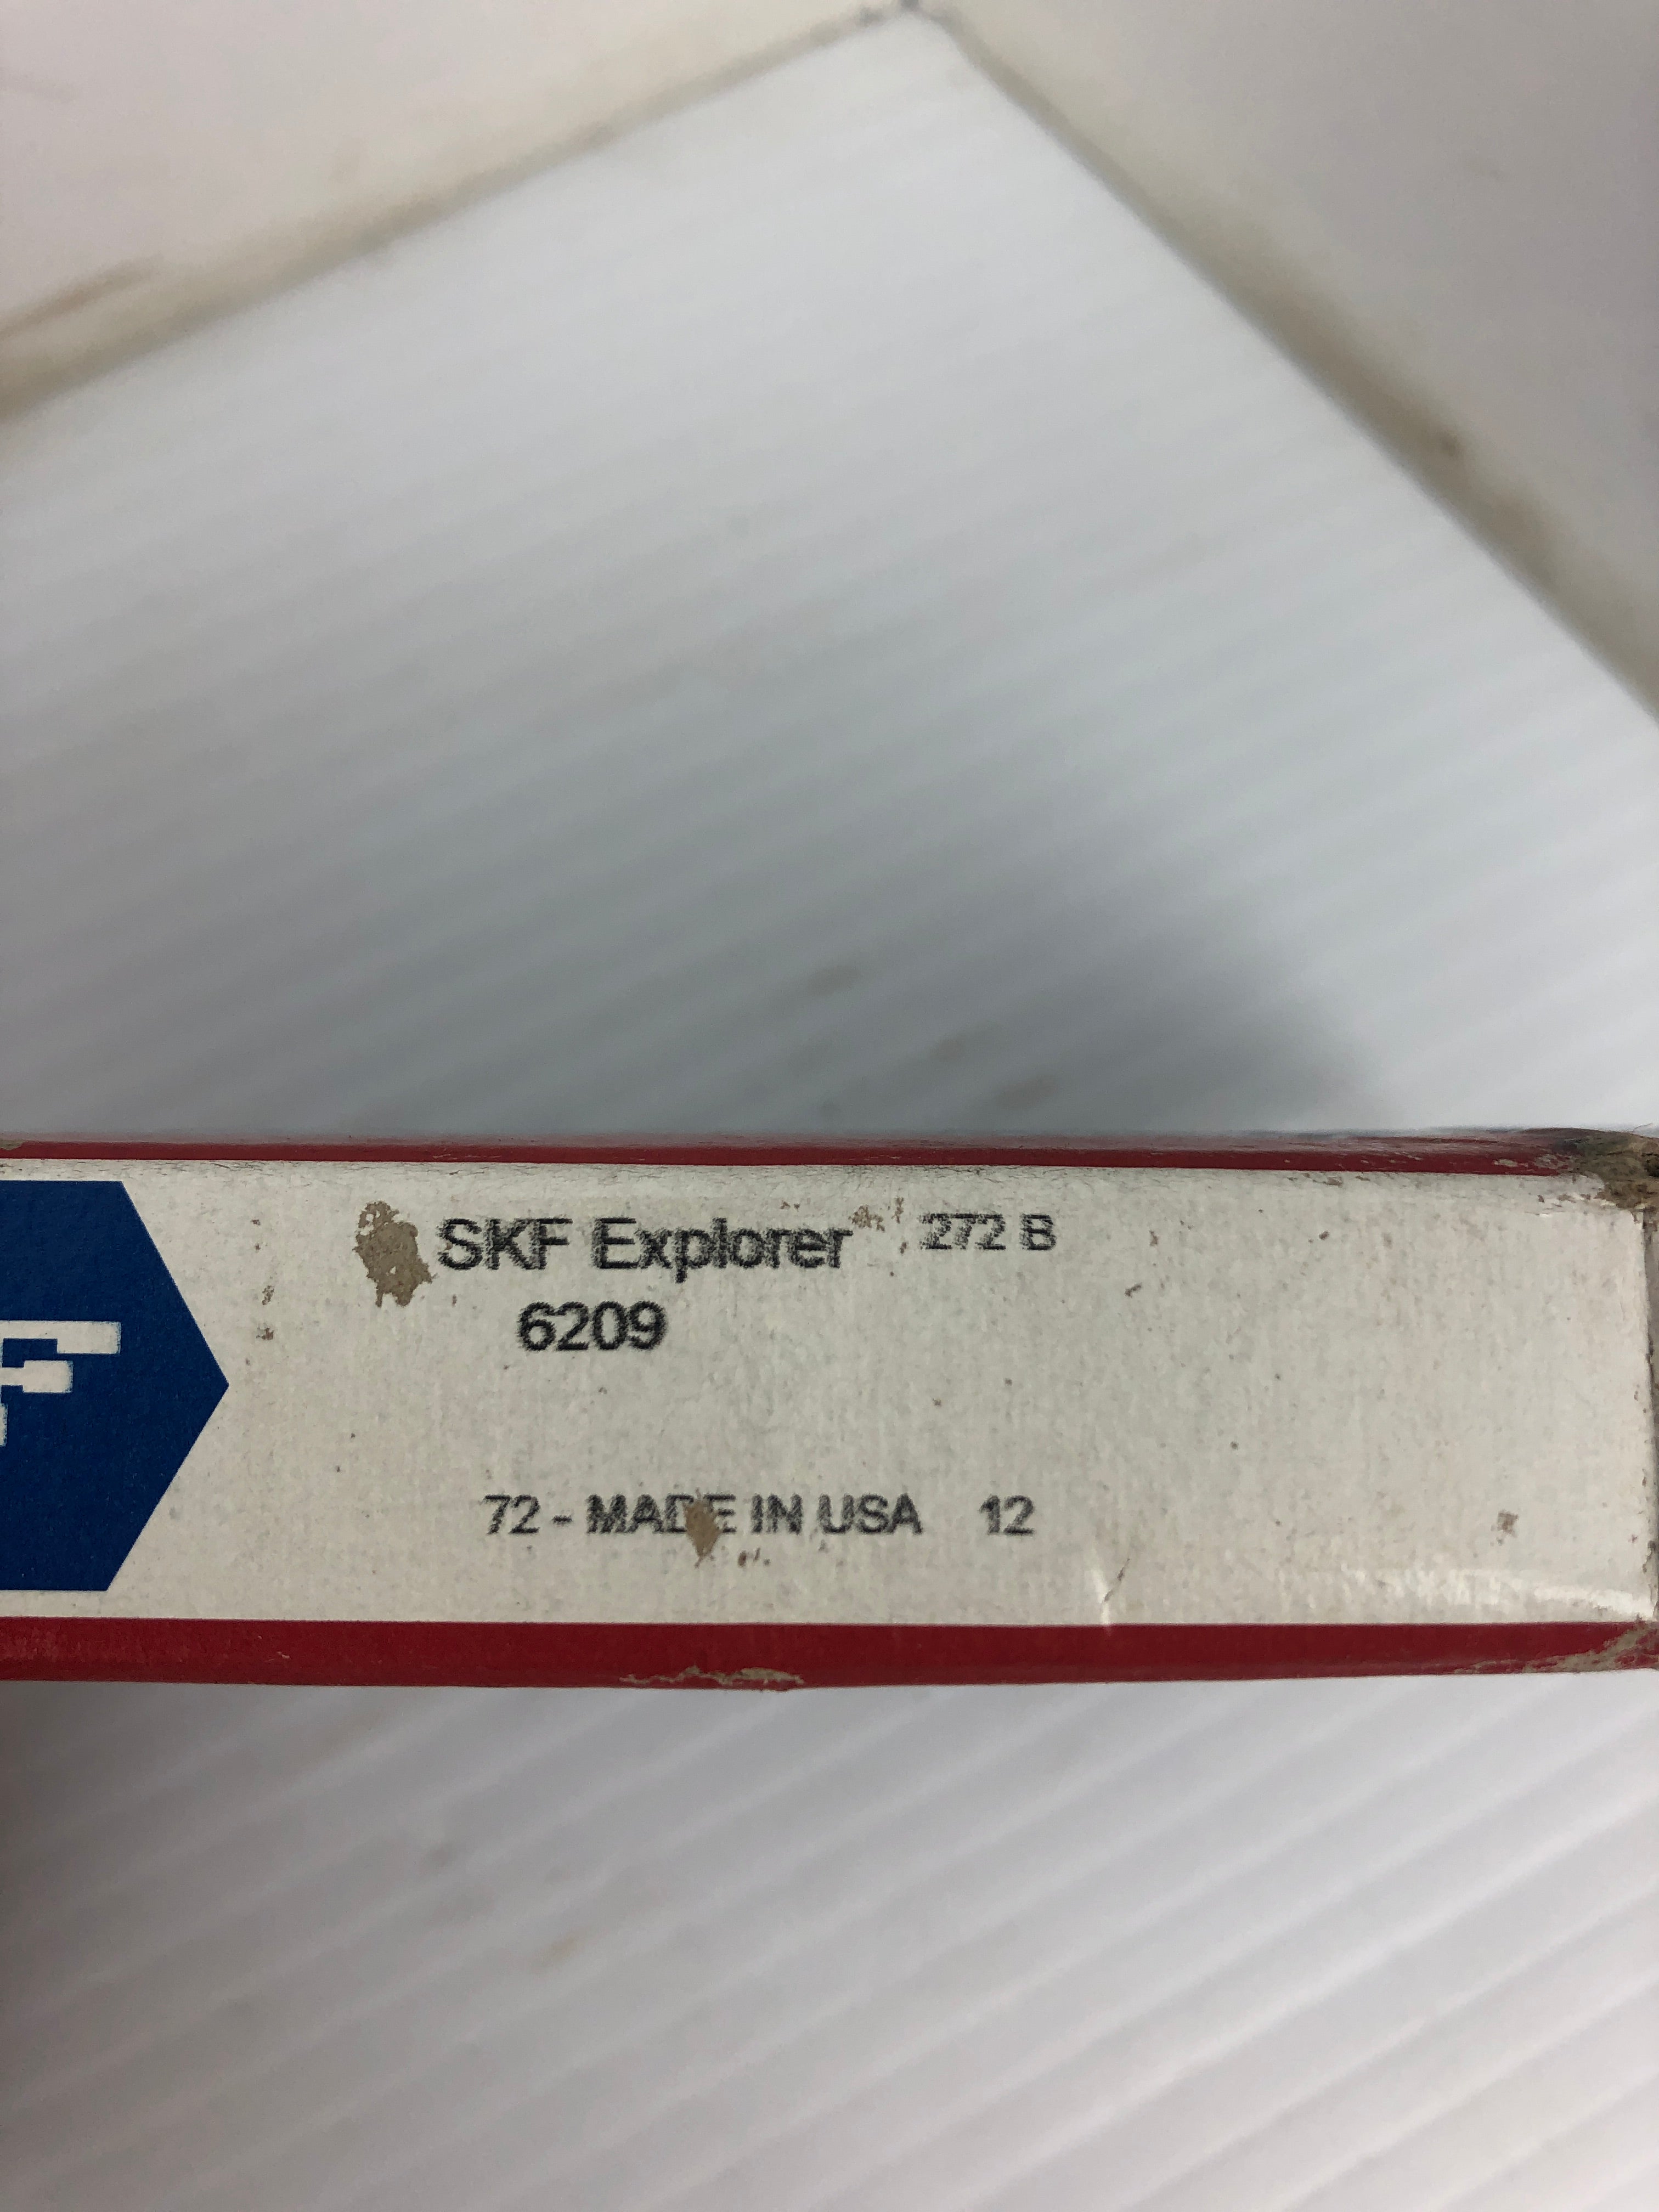 SKF Explorer 272 B
6209
F
72 - MADE IN USA 12